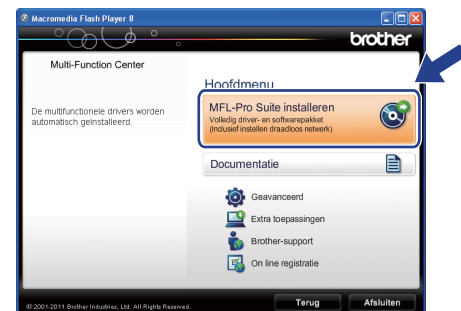 Macromedia Flash Player 8
brother
Multi-Function Center
De multifunctionele drivers worden
automatisch geïnstalleerd.
Hoofdmenu
MFL-Pro Suite installeren
Volledig driver- en softwarepakket
(Inclusief instellen draadloos netwerk)
Documentatie
Geavanceerd
Extra toepassingen
Brother-support
On line registratie
© 2001-2011 Brother Industries, Ltd. All Rights Reserved.
Terug
Afsluiten